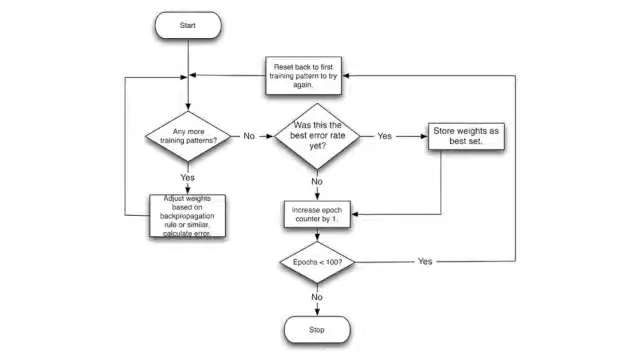 Start
Reset back to first
training pattern to try
again.
Any more
training patterns?
No
Was this the
best error rate
yet?
Yes
Store weights as
best set.
Yes
No
Adjust weights
based on
backpropagation
rule or similar,
calculate error.
Increase epoch
counter by 1.
Epochs < 100?
Yes
No
Stop